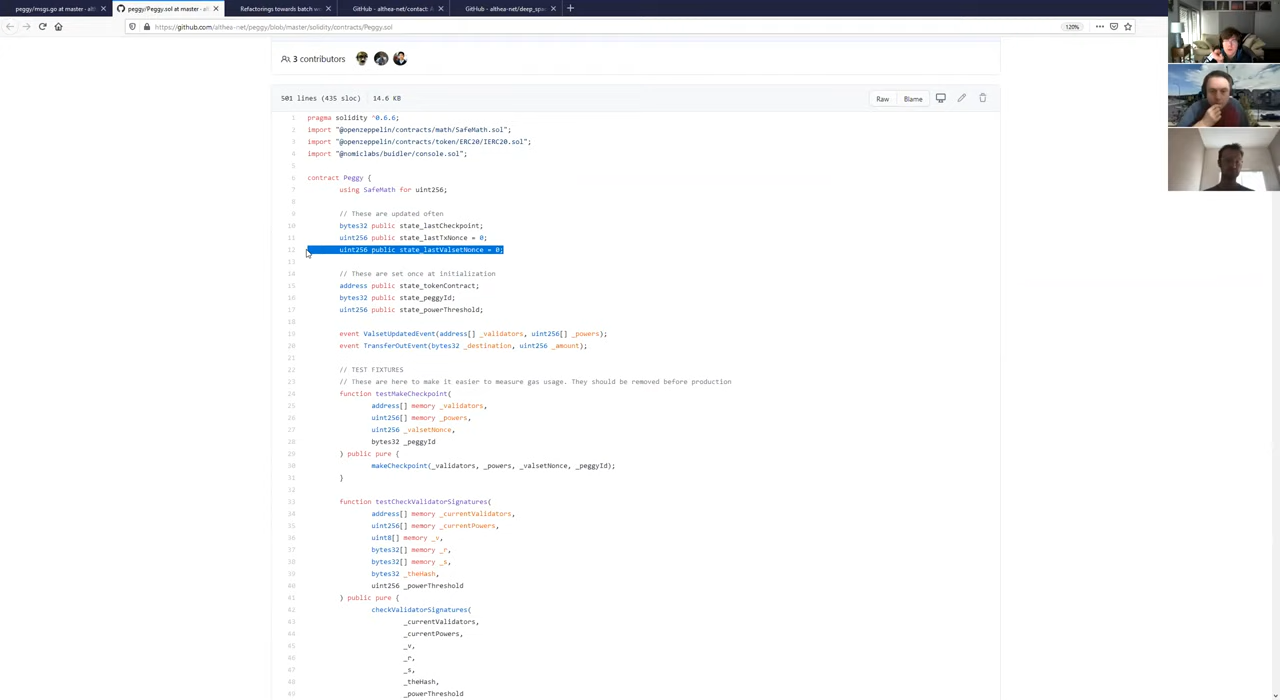 peggy/msgs.go at master · alth
peggy/Peggy.sol at master · al
Refactorings towards batch w
GitHub - althea-net/contact: A
GitHub - althea-net/deep_spa
https://github.com/althea-net/peggy/blob/master/solidity/contracts/Peggy.sol
120%
3 contributors
501 lines (435 sloc) 14.6 KB
Raw Blame
1 pragma solidity ^0.6.6;
2 import "@openzeppelin/contracts/math/SafeMath.sol";
3 import "@openzeppelin/contracts/token/ERC20/IERC20.sol";
4 import "@nomiclabs/buidler/console.sol";
5
6 contract Peggy {
7 using SafeMath for uint256;
8
9 // These are updated often
10 bytes32 public state_lastCheckpoint;
11 uint256 public state_lastTxNonce = 0;
12 uint256 public state_lastValsetNonce = 0;
13
14 // These are set once at initialization
15 address public state_tokenContract;
16 bytes32 public state_peggyId;
17 uint256 public state_powerThreshold;
18
19 event ValsetUpdatedEvent(address[] _validators, uint256[] _powers);
20 event TransferOutEvent(bytes32 _destination, uint256 _amount);
21
22 // TEST FIXTURES
23 // These are here to make it easier to measure gas usage. They should be removed before production
24 function testMakeCheckpoint(
25 address[] memory _validators,
26 uint256[] memory _powers,
27 uint256 _valsetNonce,
28 bytes32 _peggyId
29 ) public pure {
30 makeCheckpoint(_validators, _powers, _valsetNonce, _peggyId);
31 }
32
33 function testCheckValidatorSignatures(
34 address[] memory _currentValidators,
35 uint256[] memory _currentPowers,
36 uint8[] memory _v,
37 bytes32[] memory _r,
38 bytes32[] memory _s,
39 bytes32 _theHash,
40 uint256 _powerThreshold
41 ) public pure {
42 checkValidatorSignatures(
43 _currentValidators,
44 _currentPowers,
45 _v,
46 _r,
47 _s,
48 _theHash,
49 _powerThreshold